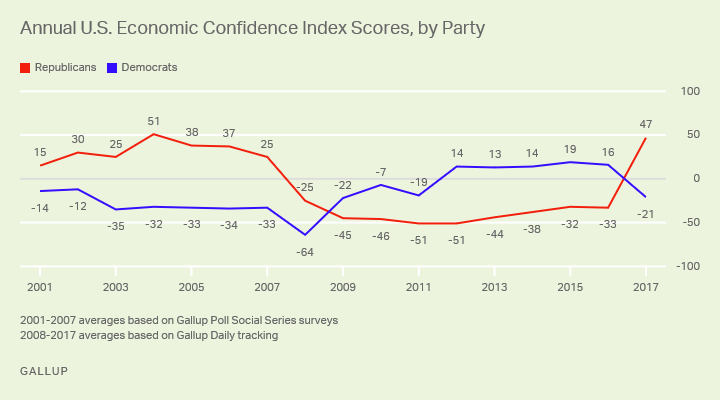 Annual U.S. Economic Confidence Index Scores, by Party
Republicans Democrats
100
50
0
-50
-100
15 30 25 51 38 37 25 -25 -45 -46 -51 -51 -44 -38 -32 -33 47
-14 -12 -35 -32 -33 -34 -33 -64 -22 -7 -19 14 13 14 19 16 -21
2001 2003 2005 2007 2009 2011 2013 2015 2017
2001-2007 averages based on Gallup Poll Social Series surveys
2008-2017 averages based on Gallup Daily tracking
GALLUP